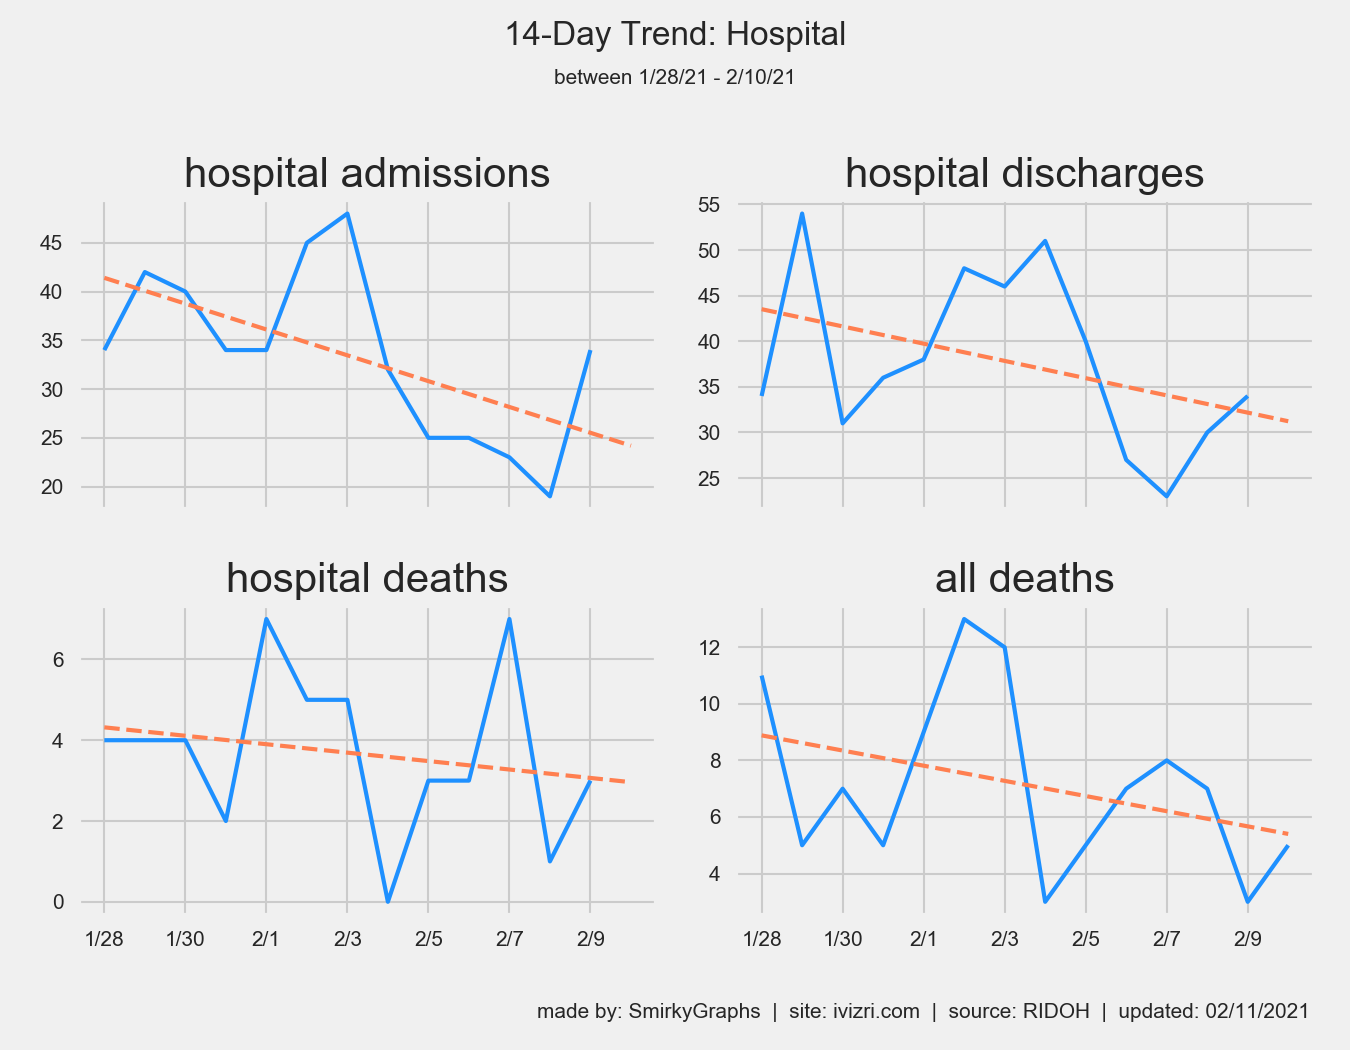 14-Day Trend: Hospital
between 1/28/21 - 2/10/21
hospital admissions
45
40
35
30
25
20
hospital discharges
55
50
45
40
35
30
25
hospital deaths
6
4
2
0
1/28 1/30 2/1 2/3 2/5 2/7 2/9
all deaths
12
10
8
6
4
1/28 1/30 2/1 2/3 2/5 2/7 2/9
made by: SmirkyGraphs | site: ivizri.com | source: RIDOH | updated: 02/11/2021